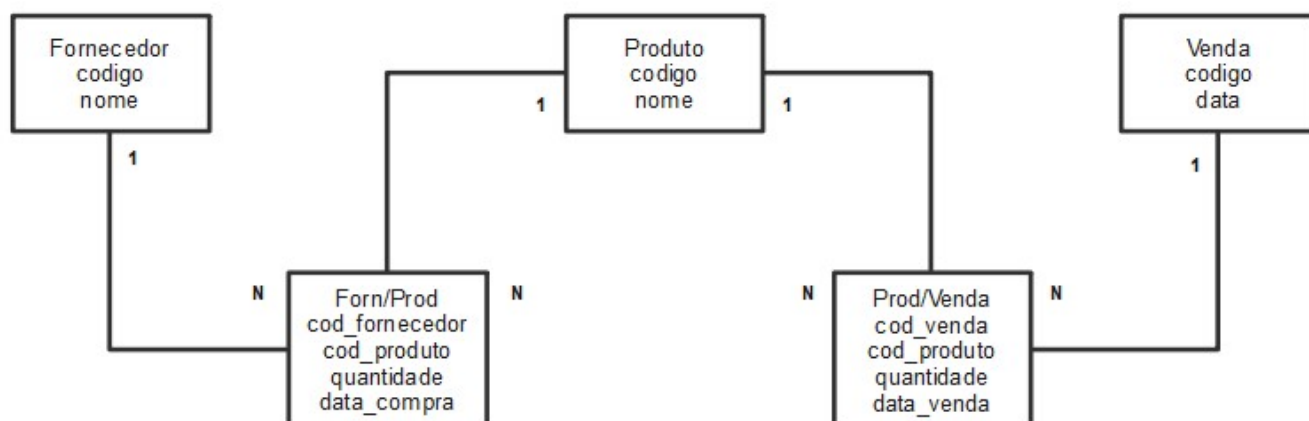 Fornecedor
codigo
nome
1
Produto
codigo
nome
1
1
Venda
codigo
data
1
N
Forn/Prod
cod_fornecedor
cod_produto
quantidade
data_compra
N
N
Prod/Venda
cod_venda
cod_produto
quantidade
data_venda
N